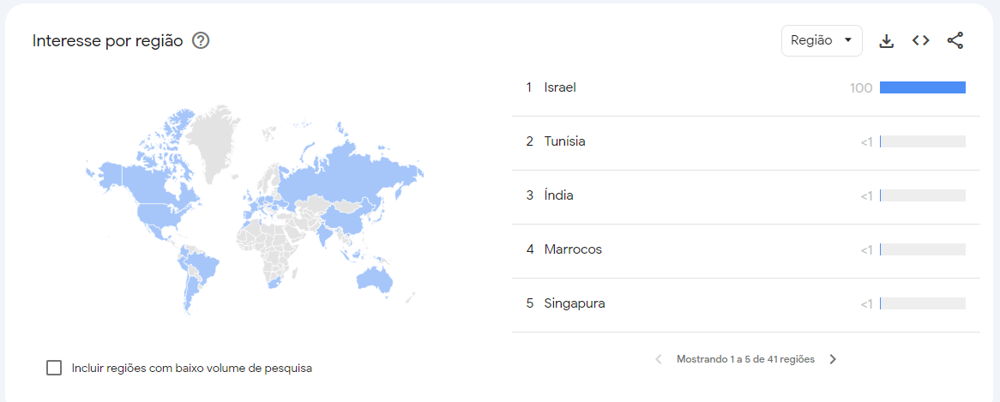 Interesse por região
Região
1 Israel 100
2 Tunísia <1
3 Índia <1
4 Marrocos <1
5 Singapura <1
Incluir regiões com baixo volume de pesquisa
Mostrando 1 a 5 de 41 regiões